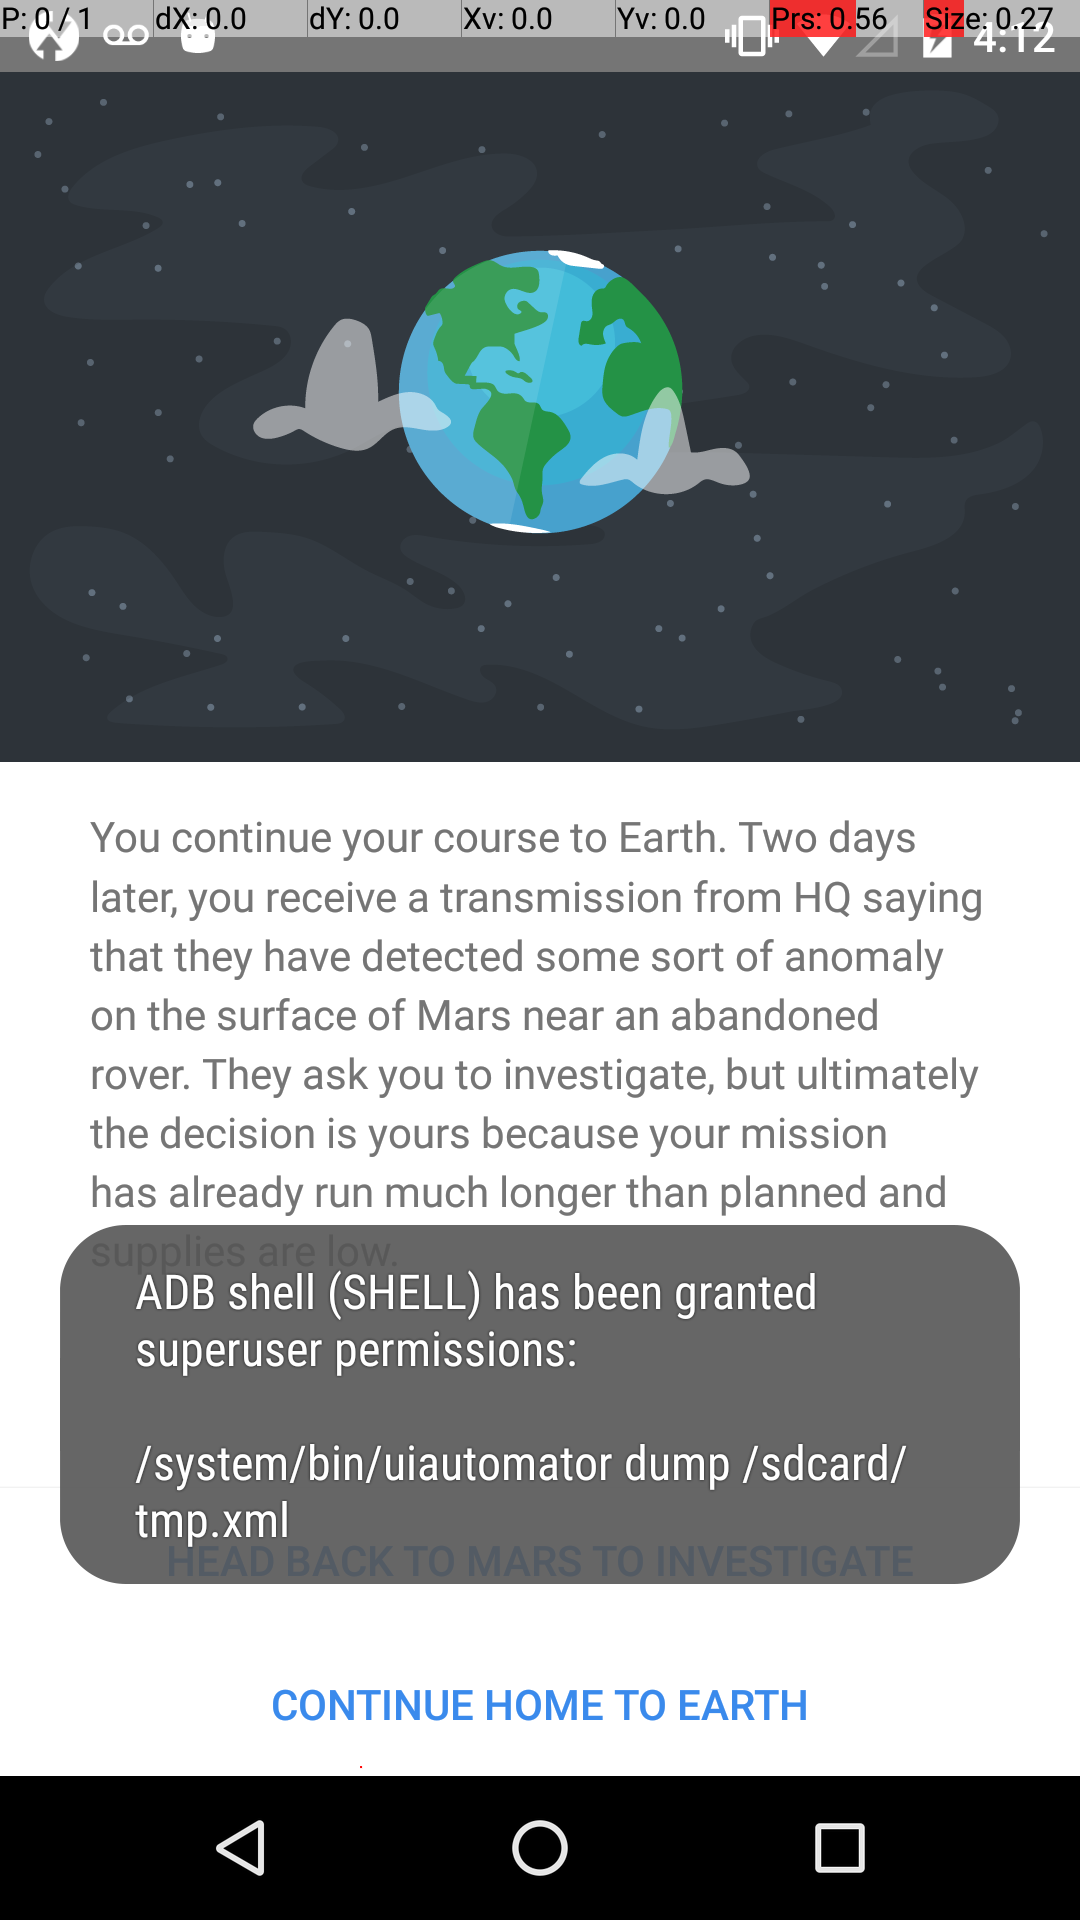 P: 0 / 1 dX: 0.0 dY: 0.0 Xv: 0.0 Yv: 0.0 Prs: 0.56 Size: 0.27
4:12
You continue your course to Earth. Two days
later, you receive a transmission from HQ saying
that they have detected some sort of anomaly
on the surface of Mars near an abandoned
rover. They ask you to investigate, but ultimately
the decision is yours because your mission
has already run much longer than planned and
supplies are low.
ADB shell (SHELL) has been granted
superuser permissions:
/system/bin/uiautomator dump /sdcard/
tmp.xml
HEAD BACK TO MARS TO INVESTIGATE
CONTINUE HOME TO EARTH